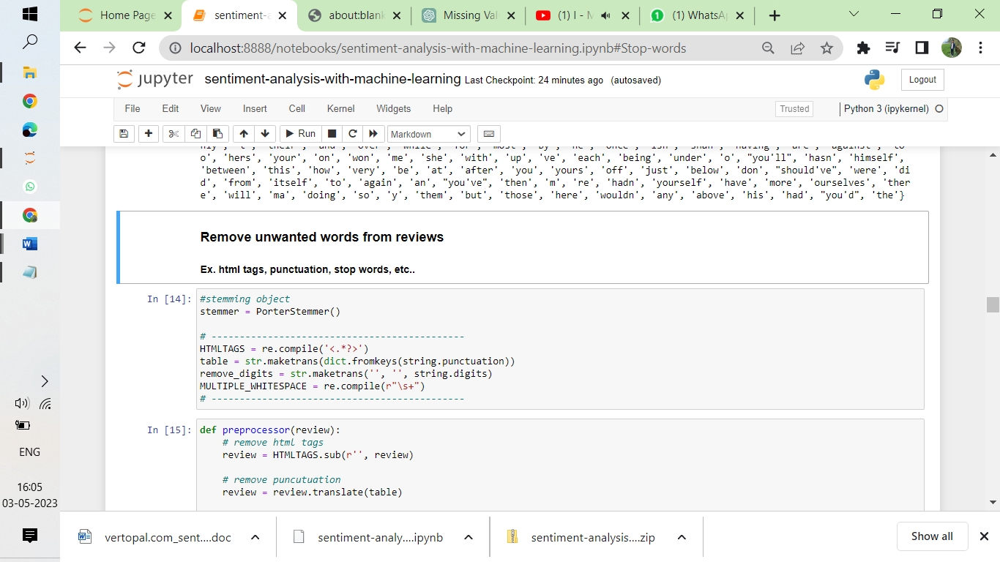 Home Page
sentiment-a
about:blank
Missing Val
(1) I - M
(1) WhatsA
localhost:8888/notebooks/sentiment-analysis-with-machine-learning.ipynb#Stop-words
jupyter sentiment-analysis-with-machine-learning Last Checkpoint: 24 minutes ago (autosaved)
Logout
File Edit View Insert Cell Kernel Widgets Help
Trusted
Python 3 (ipykernel)
Run
Markdown
o', 'hers', 'your', 'on', 'won', 'me', 'she', 'with', 'up', 've', 'each', 'being', 'under', 'o', "you'll", 'hasn', 'himself',
'between', 'this', 'how', 'very', 'be', 'at', 'after', 'you', 'yours', 'off', 'just', 'below', 'don', "should've", 'were', 'di
d', 'from', 'itself', 'to', 'again', 'an', "you've", 'then', 'm', 're', 'hadn', 'yourself', 'have', 'more', 'ourselves', 'ther
e', 'will', 'ma', 'doing', 'so', 'y', 'them', 'but', 'those', 'here', 'wouldn', 'any', 'above', 'his', 'had', "you'd", 'the'}
Remove unwanted words from reviews
Ex. html tags, punctuation, stop words, etc..
In [14]:
#stemming object
stemmer = PorterStemmer()
# ---------------------------------------------
HTMLTAGS = re.compile('<.*?>')
table = str.maketrans(dict.fromkeys(string.punctuation))
remove_digits = str.maketrans('', '', string.digits)
MULTIPLE_WHITESPACE = re.compile(r"\s+")
# ---------------------------------------------
In [15]:
def preprocessor(review):
# remove html tags
review = HTMLTAGS.sub(r'', review)
# remove puncutuation
review = review.translate(table)
ENG
16:05
03-05-2023
vertopal.com_sent....doc
sentiment-analy....ipynb
sentiment-analysis....zip
Show all